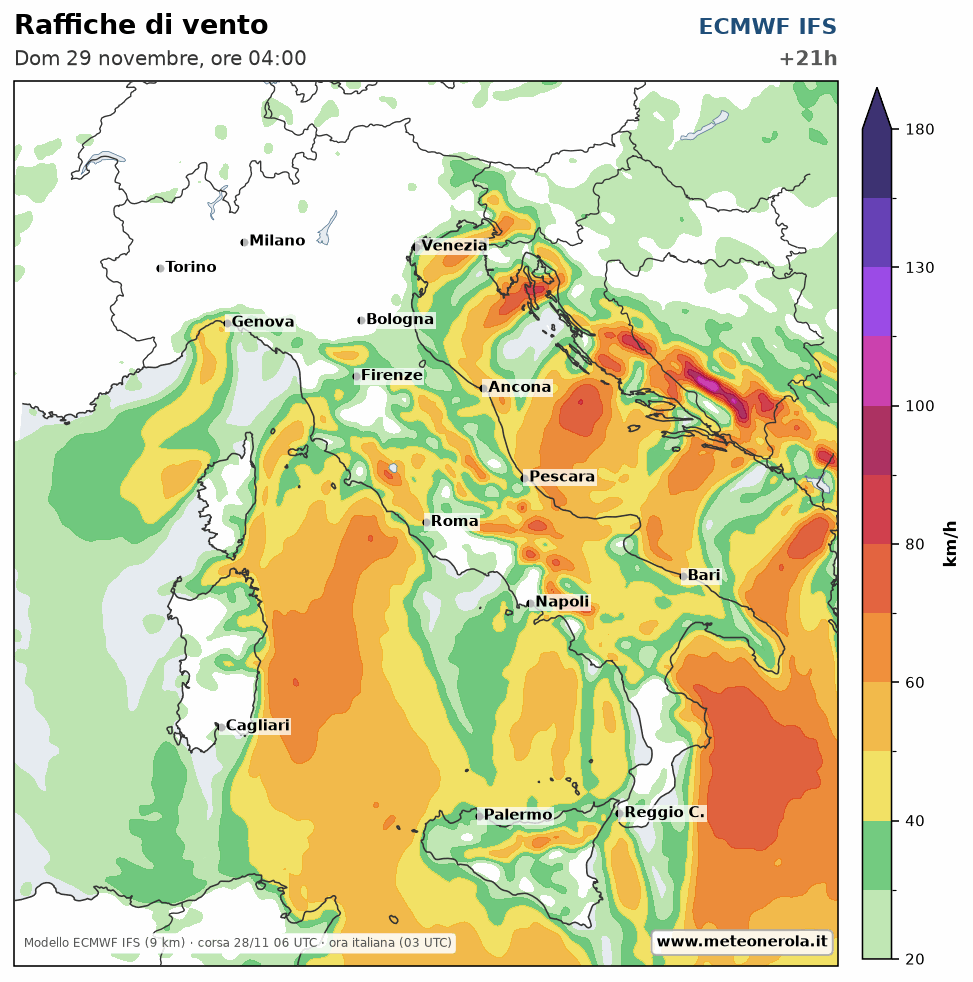 Raffiche di vento
ECMWF IFS
Dom 29 novembre, ore 04:00
+21h
180
Venezia
Milano
Torino
130
Genova
Bologna
Firenze
Ancona
100
Pescara
Roma
80
km/h
Bari
Napoli
60
Cagliari
Palermo
Reggio C.
40
Modello ECMWF IFS (9 km) · corsa 28/11 06 UTC · ora italiana (03 UTC)
www.meteonerola.it
20